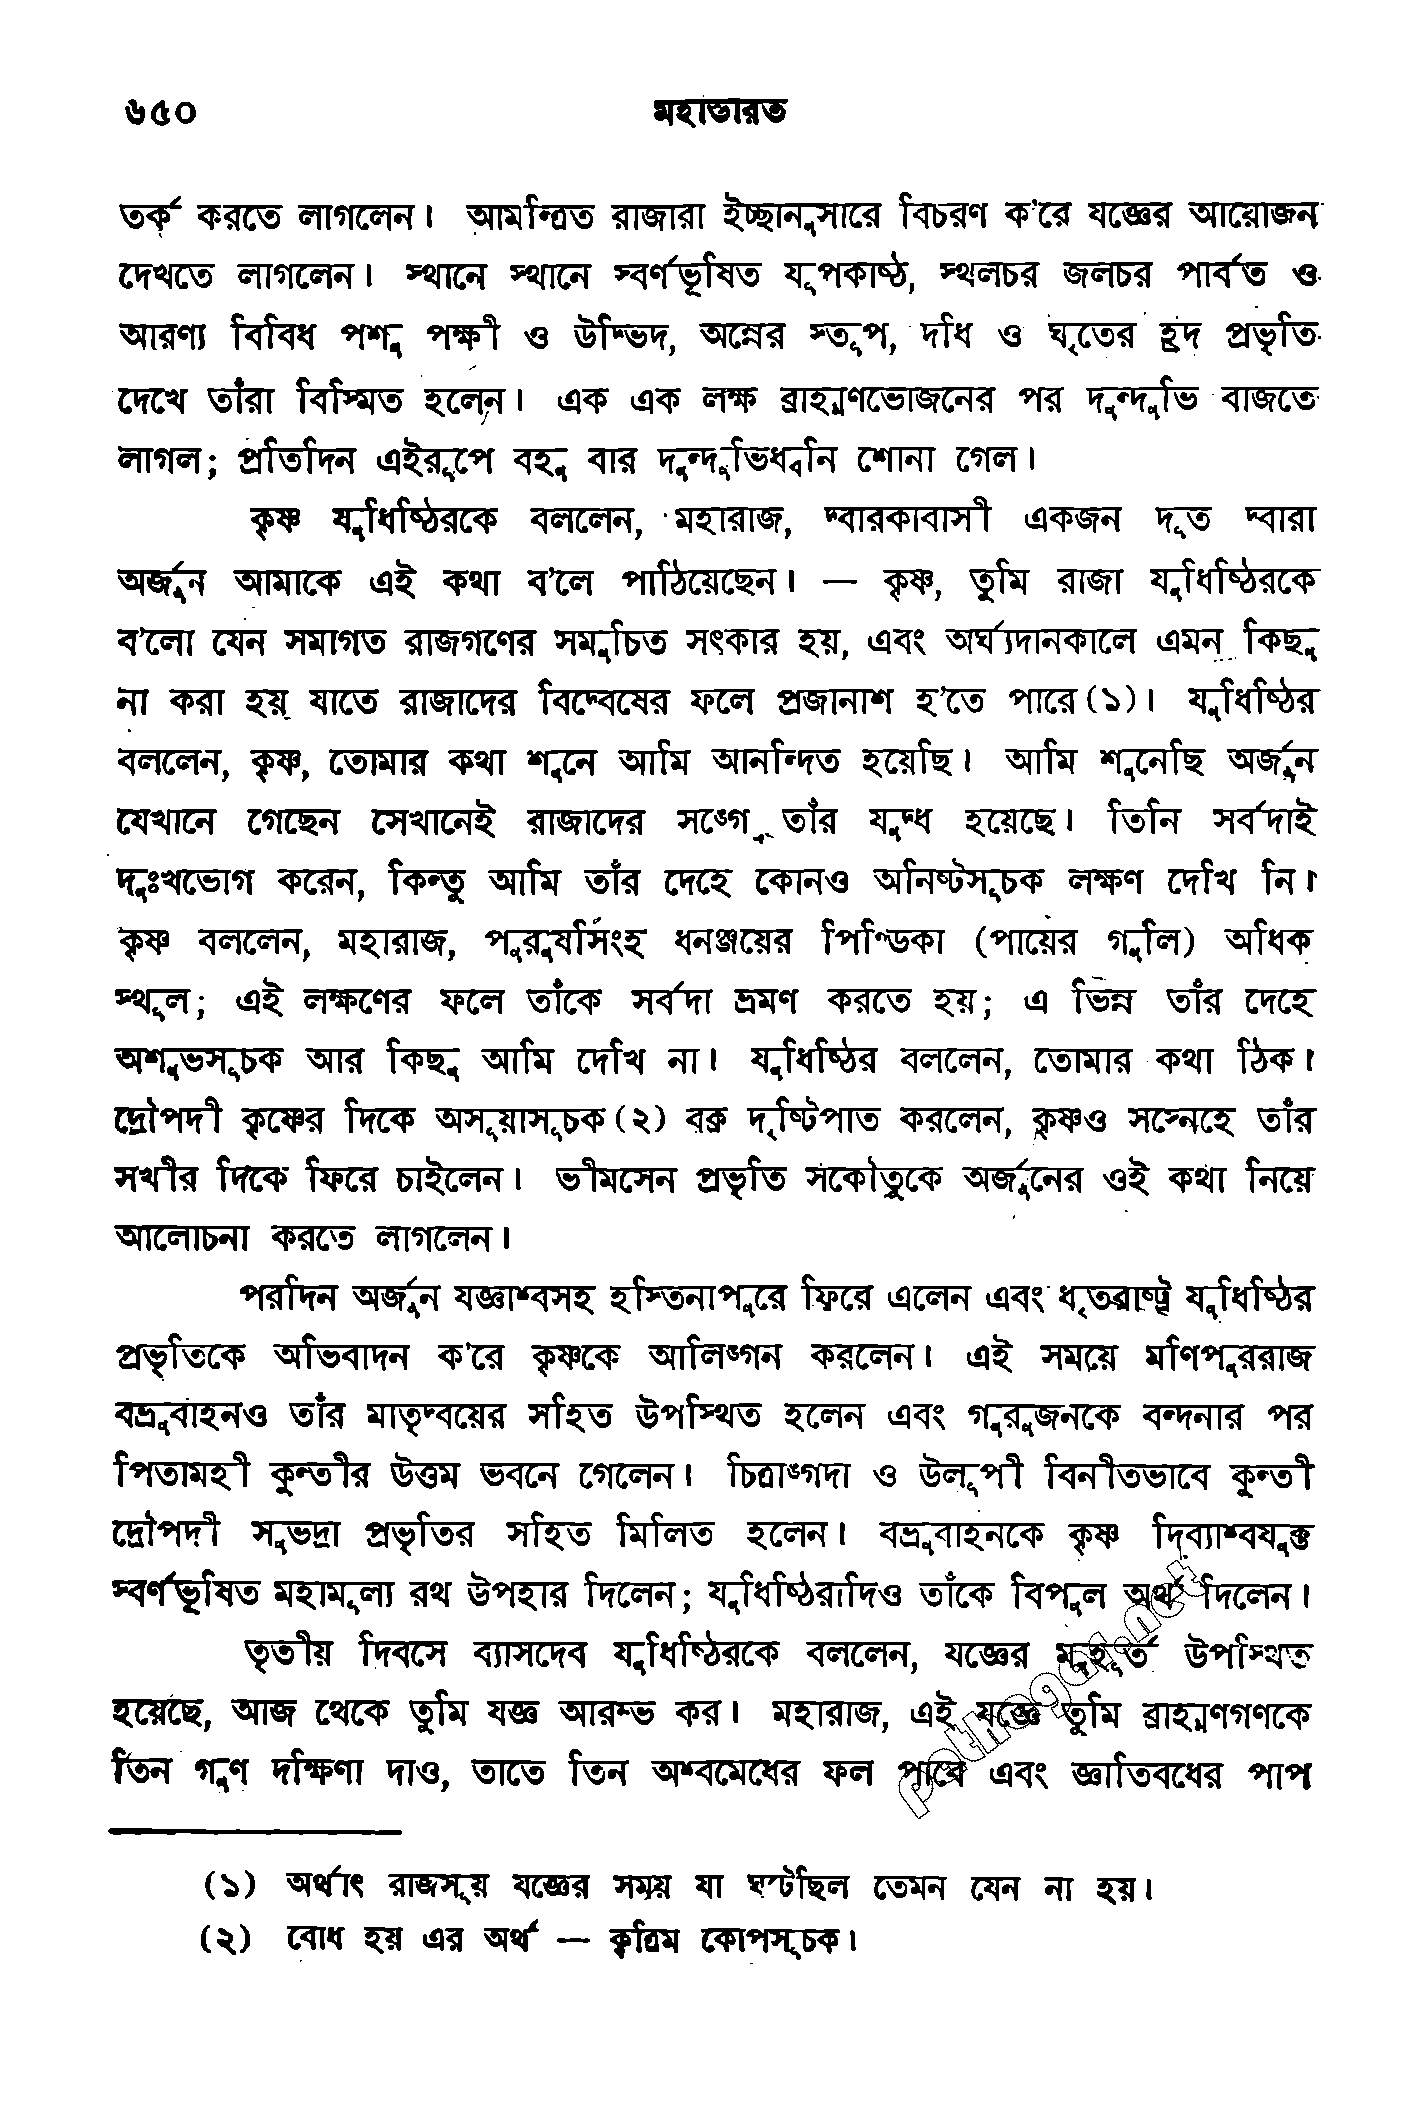 ৬৫০ মহাভারত
তর্ক করতে লাগলেন। আমন্ত্রিত রাজারা ইচ্ছানুসারে বিচরণ ক'রে যজ্ঞের আয়োজন
দেখতে লাগলেন। স্থানে স্থানে স্বর্ণভূষিত যূপকাষ্ঠ, স্থলচর জলচর পার্বত ও
আরণ্য বিবিধ পশু পক্ষী ও উদ্ভিদ, অন্নের স্তূপ, দধি ও ঘৃতের হ্রদ প্রভৃতি
দেখে তাঁরা বিস্মিত হলেন। এক এক লক্ষ ব্রাহ্মণভোজনের পর দুন্দুভি বাজতে
লাগল; প্রতিদিন এইরূপে বহু বার দুন্দুভিধ্বনি শোনা গেল।
কৃষ্ণ যুধিষ্ঠিরকে বললেন, মহারাজ, দ্বারকাবাসী একজন দূত দ্বারা
অর্জুন আমাকে এই কথা ব'লে পাঠিয়েছেন। — কৃষ্ণ, তুমি রাজা যুধিষ্ঠিরকে
ব'লো যেন সমাগত রাজগণের সমুচিত সৎকার হয়, এবং অর্ঘ্যদানকালে এমন কিছু
না করা হয় যাতে রাজাদের বিদ্বেষের ফলে প্রজানাশ হ'তে পারে(১)। যুধিষ্ঠির
বললেন, কৃষ্ণ, তোমার কথা শুনে আমি আনন্দিত হয়েছি। আমি শুনেছি অর্জুন
যেখানে গেছেন সেখানেই রাজাদের সঙ্গে তাঁর যুদ্ধ হয়েছে। তিনি সর্বদাই
দুঃখভোগ করেন, কিন্তু আমি তাঁর দেহে কোনও অনিষ্টসূচক লক্ষণ দেখি নি।
কৃষ্ণ বললেন, মহারাজ, পুরুষসিংহ ধনঞ্জয়ের পিণ্ডিকা (পায়ের গুলি) অধিক
স্থূল; এই লক্ষণের ফলে তাঁকে সর্বদা ভ্রমণ করতে হয়; এ ভিন্ন তাঁর দেহে
অশুভসূচক আর কিছু আমি দেখি না। যুধিষ্ঠির বললেন, তোমার কথা ঠিক।
দ্রৌপদী কৃষ্ণের দিকে অসূয়াসূচক(২) বক্র দৃষ্টিপাত করলেন, কৃষ্ণও সস্নেহে তাঁর
সখীর দিকে ফিরে চাইলেন। ভীমসেন প্রভৃতি সকৌতুকে অর্জুনের ওই কথা নিয়ে
আলোচনা করতে লাগলেন।
পরদিন অর্জুন যজ্ঞাশ্বসহ হস্তিনাপুরে ফিরে এলেন এবং ধৃতরাষ্ট্র যুধিষ্ঠির
প্রভৃতিকে অভিবাদন ক'রে কৃষ্ণকে আলিঙ্গন করলেন। এই সময়ে মণিপুররাজ
বভ্রুবাহনও তাঁর মাতৃদ্বয়ের সহিত উপস্থিত হলেন এবং গুরুজনকে বন্দনার পর
পিতামহী কুন্তীর উত্তম ভবনে গেলেন। চিত্রাঙ্গদা ও উলূপী বিনীতভাবে কুন্তী
দ্রৌপদী সুভদ্রা প্রভৃতির সহিত মিলিত হলেন। বভ্রুবাহনকে কৃষ্ণ দিব্যাশ্বযুক্ত
স্বর্ণভূষিত মহামূল্য রথ উপহার দিলেন; যুধিষ্ঠিরাদিও তাঁকে বিপুল অর্থ দিলেন।
তৃতীয় দিবসে ব্যাসদেব যুধিষ্ঠিরকে বললেন, যজ্ঞের মুহূর্ত উপস্থিত
হয়েছে, আজ থেকে তুমি যজ্ঞ আরম্ভ কর। মহারাজ, এই যজ্ঞে তুমি ব্রাহ্মণগণকে
তিন গুণ দক্ষিণা দাও, তাতে তিন অশ্বমেধের ফল পাবে এবং জ্ঞাতিবধের পাপ
pathagar.net
(১) অর্থাৎ রাজসূয় যজ্ঞের সময় যা ঘ'টেছিল তেমন যেন না হয়।
(২) বোধ হয় এর অর্থ — কৃত্রিম কোপসূচক।